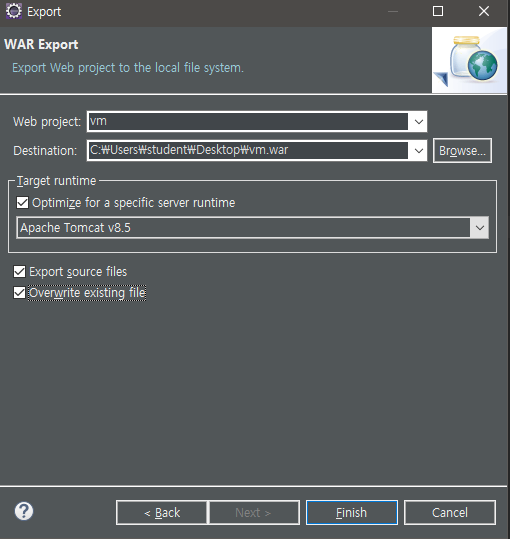 Export
WAR Export
Export Web project to the local file system.
Web project: vm
Destination: C:₩Users₩student₩Desktop₩vm.war Browse...
Target runtime
Optimize for a specific server runtime
Apache Tomcat v8.5
Export source files
Overwrite existing file
? < Back Next > Finish Cancel